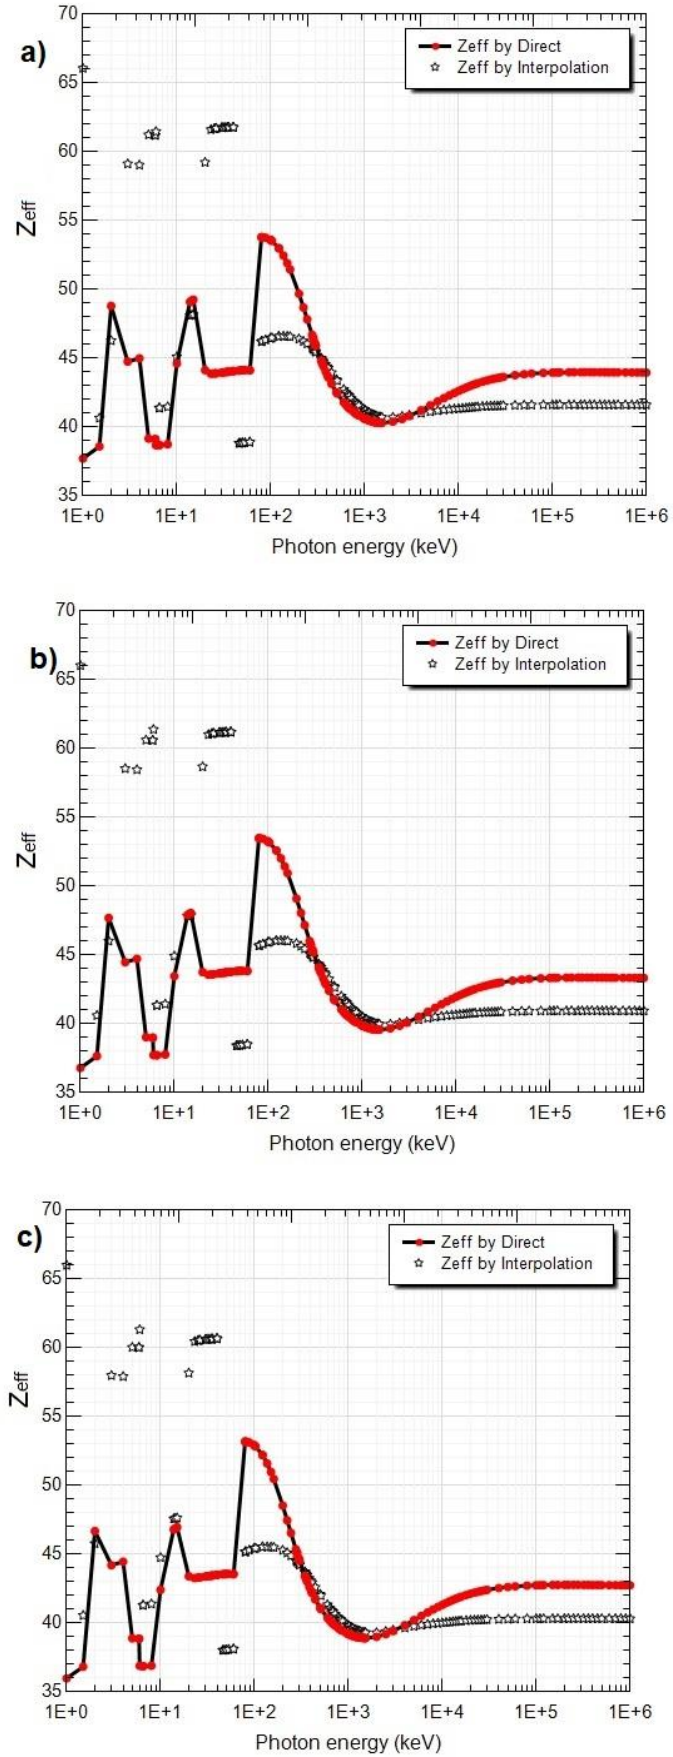 a)
70
65
60
55
50
45
40
35
Zeff
Zeff by Direct
Zeff by Interpolation
1E+0 1E+1 1E+2 1E+3 1E+4 1E+5 1E+6
Photon energy (keV)
b)
70
65
60
55
50
45
40
35
Zeff
Zeff by Direct
Zeff by Interpolation
1E+0 1E+1 1E+2 1E+3 1E+4 1E+5 1E+6
Photon energy (keV)
c)
70
65
60
55
50
45
40
35
Zeff
Zeff by Direct
Zeff by Interpolation
1E+0 1E+1 1E+2 1E+3 1E+4 1E+5 1E+6
Photon energy (keV)